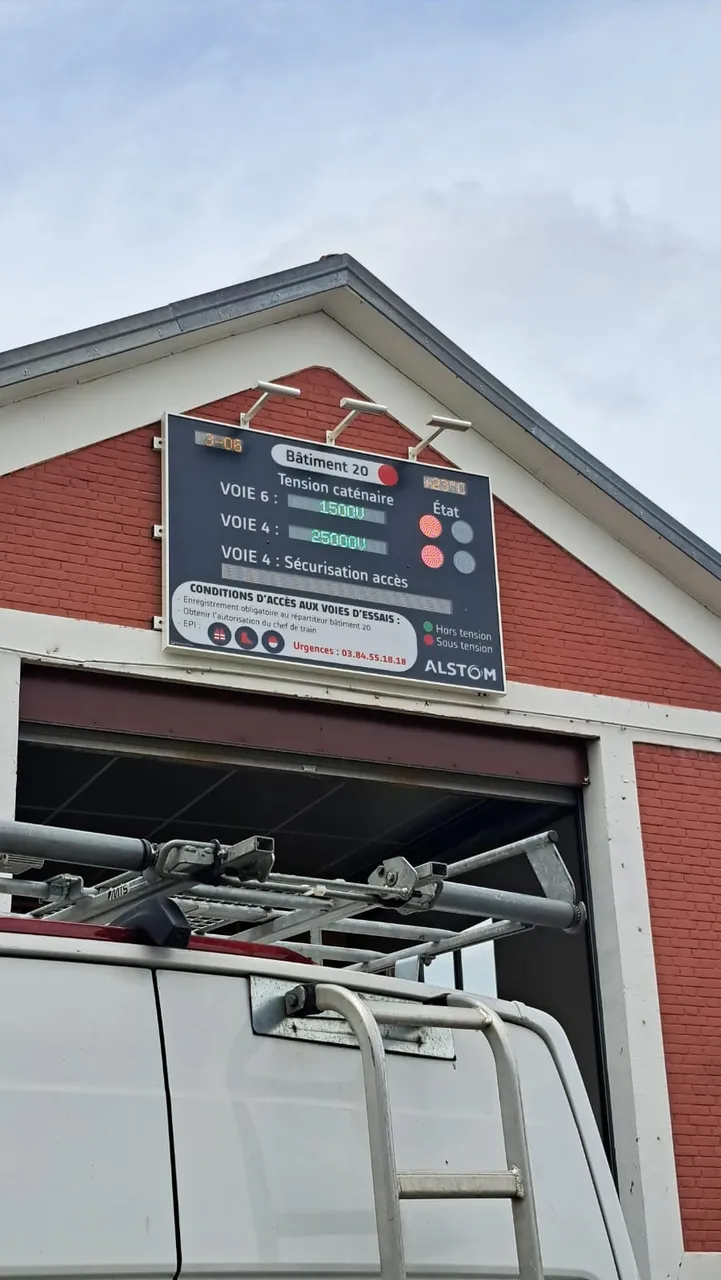 3-06
Bâtiment 20
+23°C
Tension caténaire
État
VOIE 6 : 1500V
VOIE 4 : 25000V
VOIE 4 : Sécurisation accès
CONDITIONS D'ACCÈS AUX VOIES D'ESSAIS :
- Enregistrement obligatoire au répartiteur bâtiment 20
- Obtenir l'autorisation du chef de train
- EPI :
Urgences : 03.84.55.18.18
Hors tension
Sous tension
ALSTOM